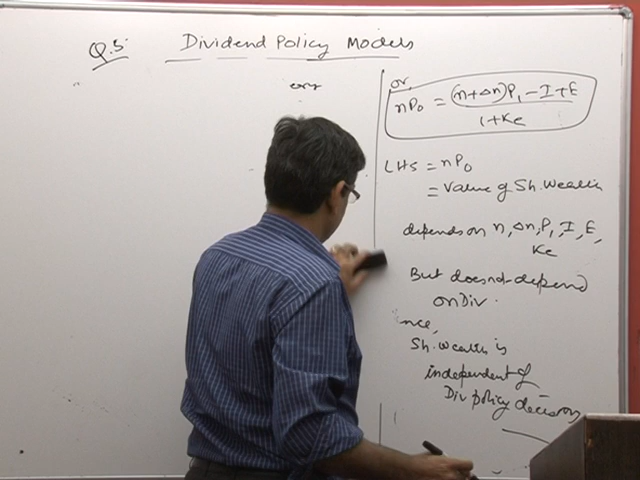 Q.5 Dividend Policy Models
or
nP₀ = (n+Δn)P₁ - I + E
1+Ke
LHS = nP₀
= Value of Sh. Wealth
depends on n, Δn, P₁, I, E,
Ke
But doesnot depend
on Div.
nce,
Sh. Wealth is
independent of
Div policy decisions